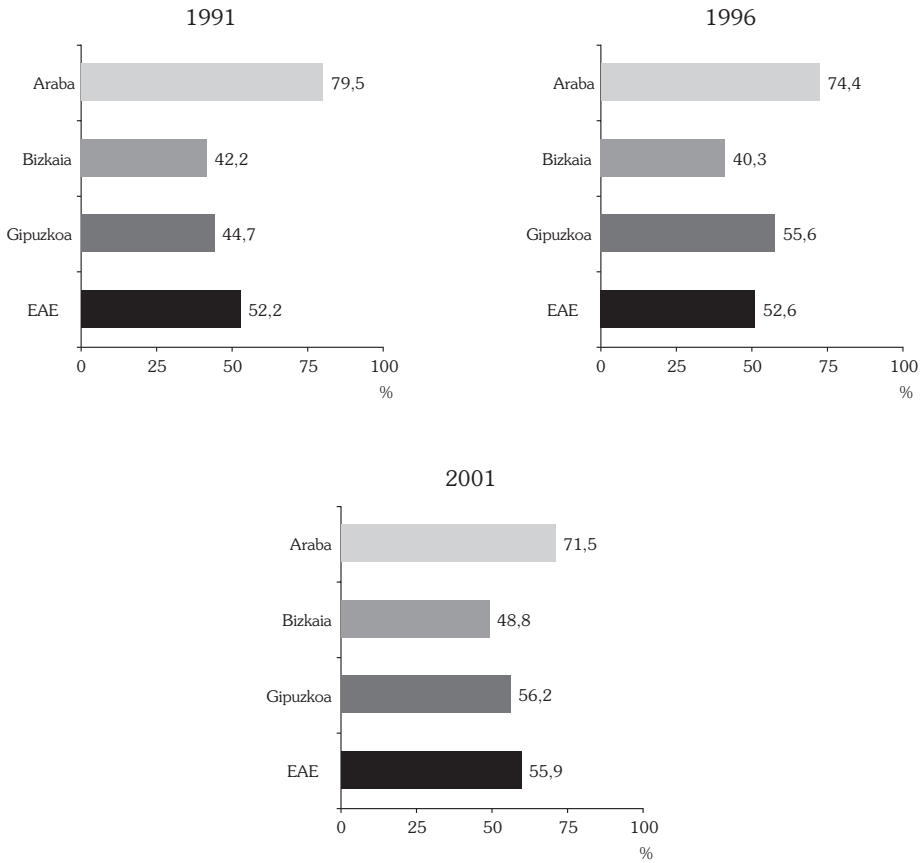 1991
Araba 79,5
Bizkaia 42,2
Gipuzkoa 44,7
EAE 52,2
0 25 50 75 100
%
1996
Araba 74,4
Bizkaia 40,3
Gipuzkoa 55,6
EAE 52,6
0 25 50 75 100
%
2001
Araba 71,5
Bizkaia 48,8
Gipuzkoa 56,2
EAE 55,9
0 25 50 75 100
%